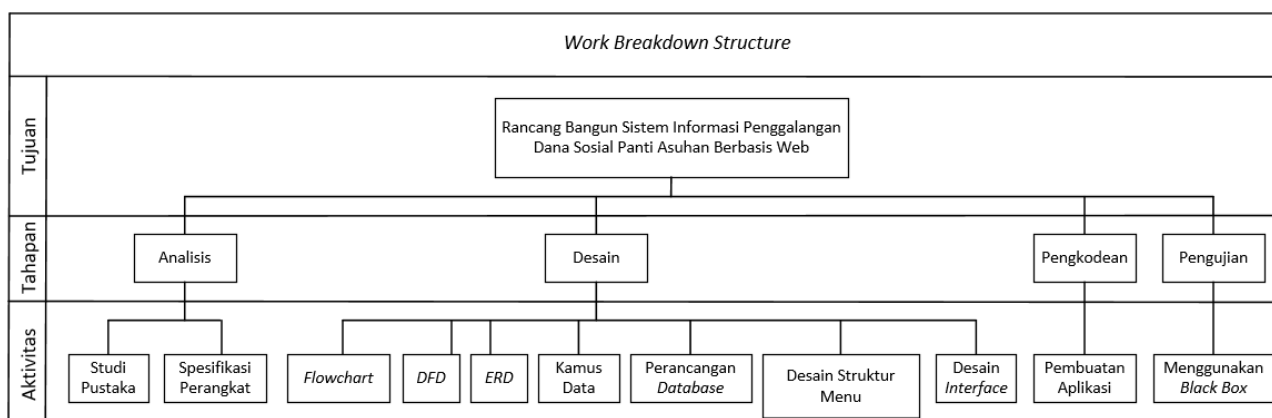 Work Breakdown Structure
Tujuan
Rancang Bangun Sistem Informasi Penggalangan
Dana Sosial Panti Asuhan Berbasis Web
Tahapan
Analisis
Desain
Pengkodean
Pengujian
Aktivitas
Studi
Pustaka
Spesifikasi
Perangkat
Flowchart
DFD
ERD
Kamus
Data
Perancangan
Database
Desain Struktur
Menu
Desain
Interface
Pembuatan
Aplikasi
Menggunakan
Black Box